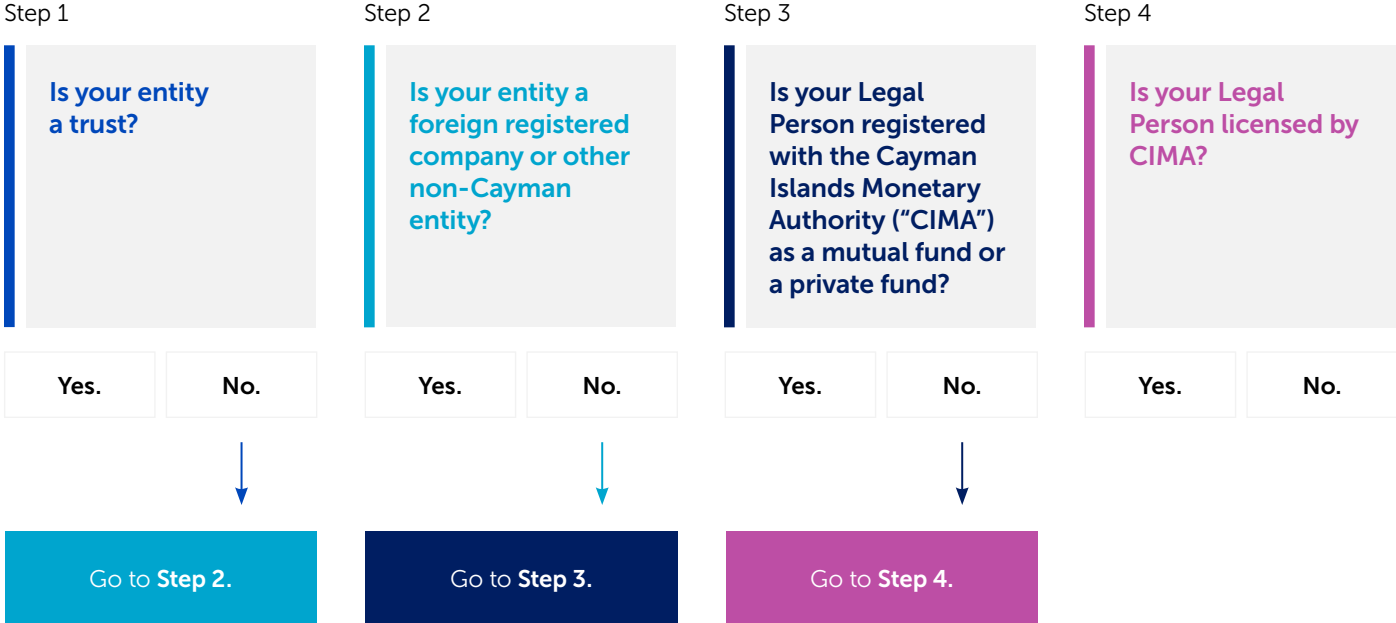 Step 1
Is your entity
a trust?
Yes.
No.
Go to Step 2.
Step 2
Is your entity a
foreign registered
company or other
non-Cayman
entity?
Yes.
No.
Go to Step 3.
Step 3
Is your Legal
Person registered
with the Cayman
Islands Monetary
Authority (“CIMA”)
as a mutual fund or
a private fund?
Yes.
No.
Go to Step 4.
Step 4
Is your Legal
Person licensed by
CIMA?
Yes.
No.